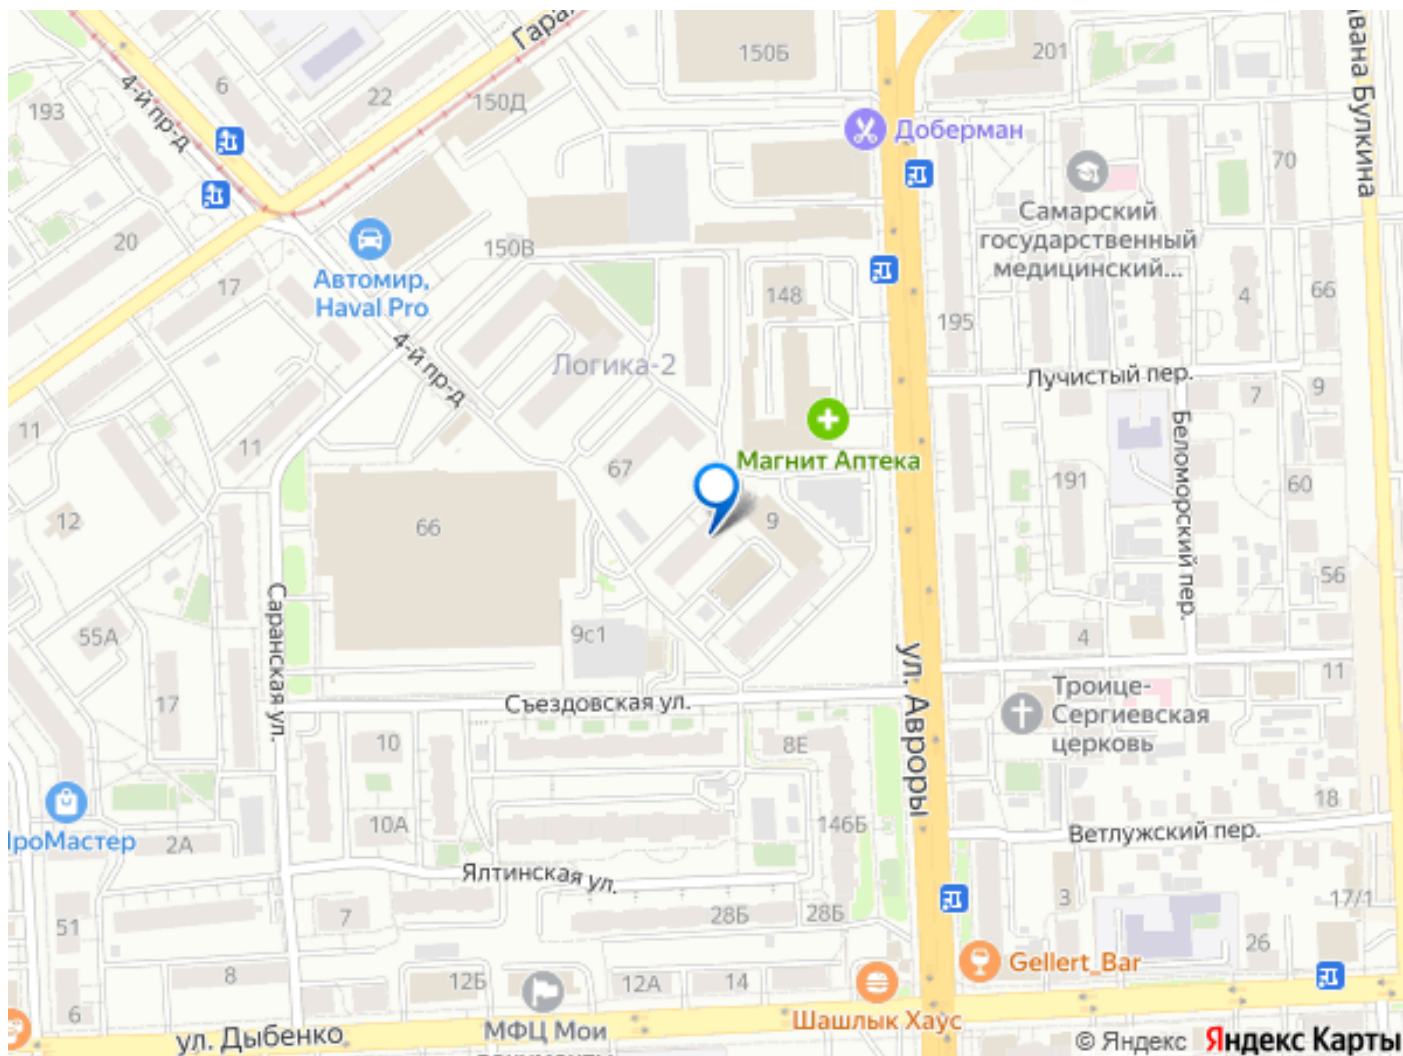 Гара
150Б
201
Ивана Булкина
4-й пр-д
6
22
193
150Д
Доберман
70
Самарский
государственный
медицинский...
20
150В
17
Автомир,
Haval Pro
148
195
4
66
4-й пр-д
Логика-2
Лучистый пер.
7
9
11
11
Магнит Аптека
Беломорский пер.
67
191
60
12
66
9
56
Саранская ул.
55А
9с1
4
11
17
Съездовская ул.
ул. Авроры
Троице-
Сергиевская
церковь
10
8Е
18
10А
146Б
Ветлужский пер.
роМастер
2А
Ялтинская ул.
3
17/1
51
7
28Б
28Б
26
8
12Б
12А
14
Gellert_Bar
6
ул. Дыбенко
МФЦ Мои
Шашлык Хаус
© Яндекс Яндекс Карты